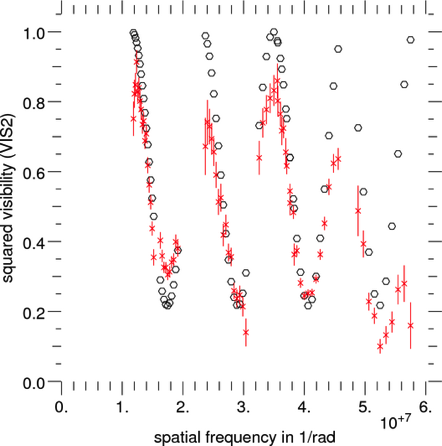 squared visibility (VIS2)
1.0
0.8
0.6
0.4
0.2
0.0
0. 1. 2. 3. 4. 5. 6.
10+7
spatial frequency in 1/rad